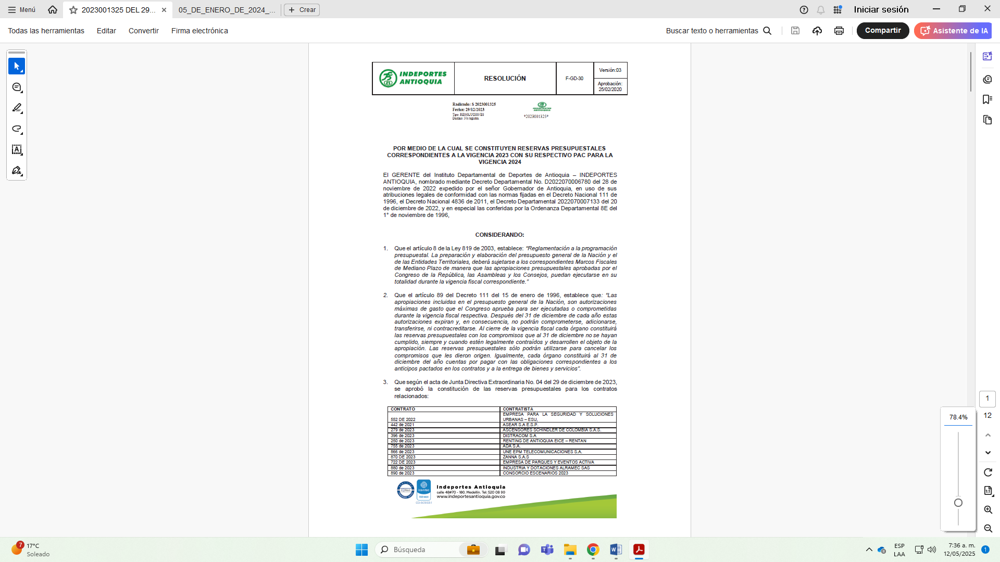 Menú
2023001325 DEL 29...
05_DE_ENERO_DE_2024_...
Crear
Iniciar sesión
Todas las herramientas
Editar
Convertir
Firma electrónica
Buscar texto o herramientas
Compartir
Asistente de IA
INDEPORTES
ANTIOQUIA
RESOLUCIÓN
F-GD-30
Versión:03
Aprobación:
25/02/2020
Radicado: S 2023001325
Fecha: 29/12/2023
Tipo: RESOLUCIONES
Destino: No registra.
INDEPORTES
ANTIOQUIA
*2023001325*
POR MEDIO DE LA CUAL SE CONSTITUYEN RESERVAS PRESUPUESTALES
CORRESPONDIENTES A LA VIGENCIA 2023 CON SU RESPECTIVO PAC PARA LA
VIGENCIA 2024
El GERENTE del Instituto Departamental de Deportes de Antioquia – INDEPORTES
ANTIOQUIA, nombrado mediante Decreto Departamental No. D2022070006780 del 28 de
noviembre de 2022 expedido por el señor Gobernador de Antioquia, en uso de sus
atribuciones legales de conformidad con las normas fijadas en el Decreto Nacional 111 de
1996, el Decreto Nacional 4836 de 2011, el Decreto Departamental 2022070007133 del 20
de diciembre de 2022, y en especial las conferidas por la Ordenanza Departamental 8E del
1° de noviembre de 1996,
CONSIDERANDO:
1. Que el artículo 8 de la Ley 819 de 2003, establece: “Reglamentación a la programación
presupuestal. La preparación y elaboración del presupuesto general de la Nación y el
de las Entidades Territoriales, deberá sujetarse a los correspondientes Marcos Fiscales
de Mediano Plazo de manera que las apropiaciones presupuestales aprobadas por el
Congreso de la República, las Asambleas y los Consejos, puedan ejecutarse en su
totalidad durante la vigencia fiscal correspondiente.”
2. Que el artículo 89 del Decreto 111 del 15 de enero de 1996, establece que: “Las
apropiaciones incluidas en el presupuesto general de la Nación, son autorizaciones
máximas de gasto que el Congreso aprueba para ser ejecutadas o comprometidas
durante la vigencia fiscal respectiva. Después del 31 de diciembre de cada año estas
autorizaciones expiran y, en consecuencia, no podrán comprometerse, adicionarse,
transferirse, ni contracreditarse. Al cierre de la vigencia fiscal cada órgano constituirá
las reservas presupuestales con los compromisos que al 31 de diciembre no se hayan
cumplido, siempre y cuando estén legalmente contraídos y desarrollen el objeto de la
apropiación. Las reservas presupuestales sólo podrán utilizarse para cancelar los
compromisos que les dieron origen. Igualmente, cada órgano constituirá al 31 de
diciembre del año cuentas por pagar con las obligaciones correspondientes a los
anticipos pactados en los contratos y a la entrega de bienes y servicios”.
3. Que según el acta de Junta Directiva Extraordinaria No. 04 del 29 de diciembre de 2023,
se aprobó la constitución de las reservas presupuestales para los contratos
relacionados:
CONTRATO CONTRATISTA
EMPRESA PARA LA SEGURIDAD Y SOLUCIONES
552 DE 2022 URBANAS – ESU,
442 de 2021 ASEAR S.A E.S.P.
279 de 2023 ASCENSORES SCHINDLER DE COLOMBIA S.A.S.
396 de 2023 DISTRACOM S.A
250 de 2023 RENTING DE ANTIOQUIA EICE – RENTAN
755 de 2023 ADA S.A.
866 de 2023 UNE EPM TELECOMUNICACIONES S.A.
870 DE 2023 ZANNA S.A.S
722 DE 2023 EMPRESA DE PARQUES Y EVENTOS ACTIVA
880 de 2023 INDUSTRIA Y DOTACIONES ALRAMEC SAS
890 de 2023 CONSORCIO ESCENARIOS 2023
IQNet
icontec
ISO 9001
CO-SC5133-1
Indeportes Antioquia
calle 48#70 - 180. Medellín. Tel: 520 08 90
www.indeportesantioquia.gov.co
1
12
78.4%
7
17°C
Soleado
Búsqueda
ESP
LAA
7:36 a. m.
12/05/2025
1